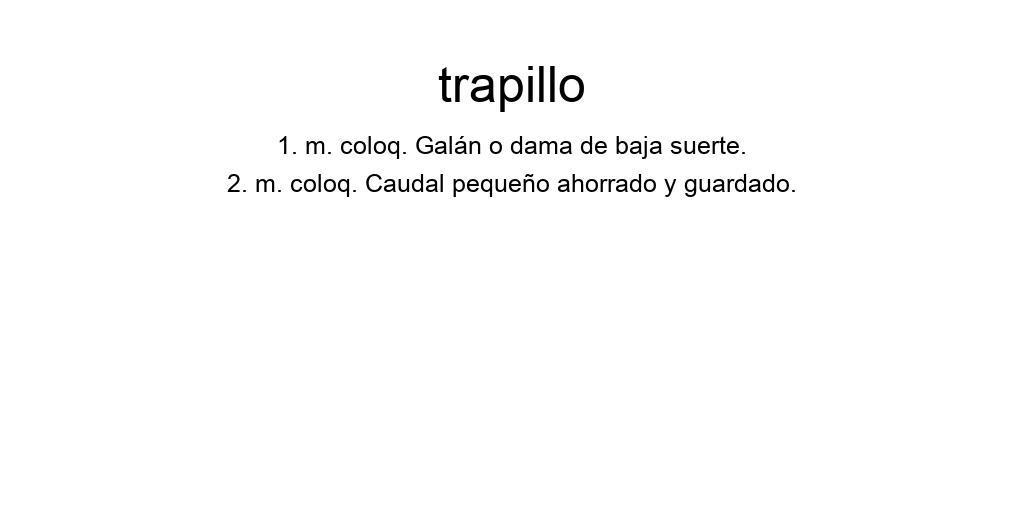 trapillo
1. m. coloq. Galán o dama de baja suerte.
2. m. coloq. Caudal pequeño ahorrado y guardado.